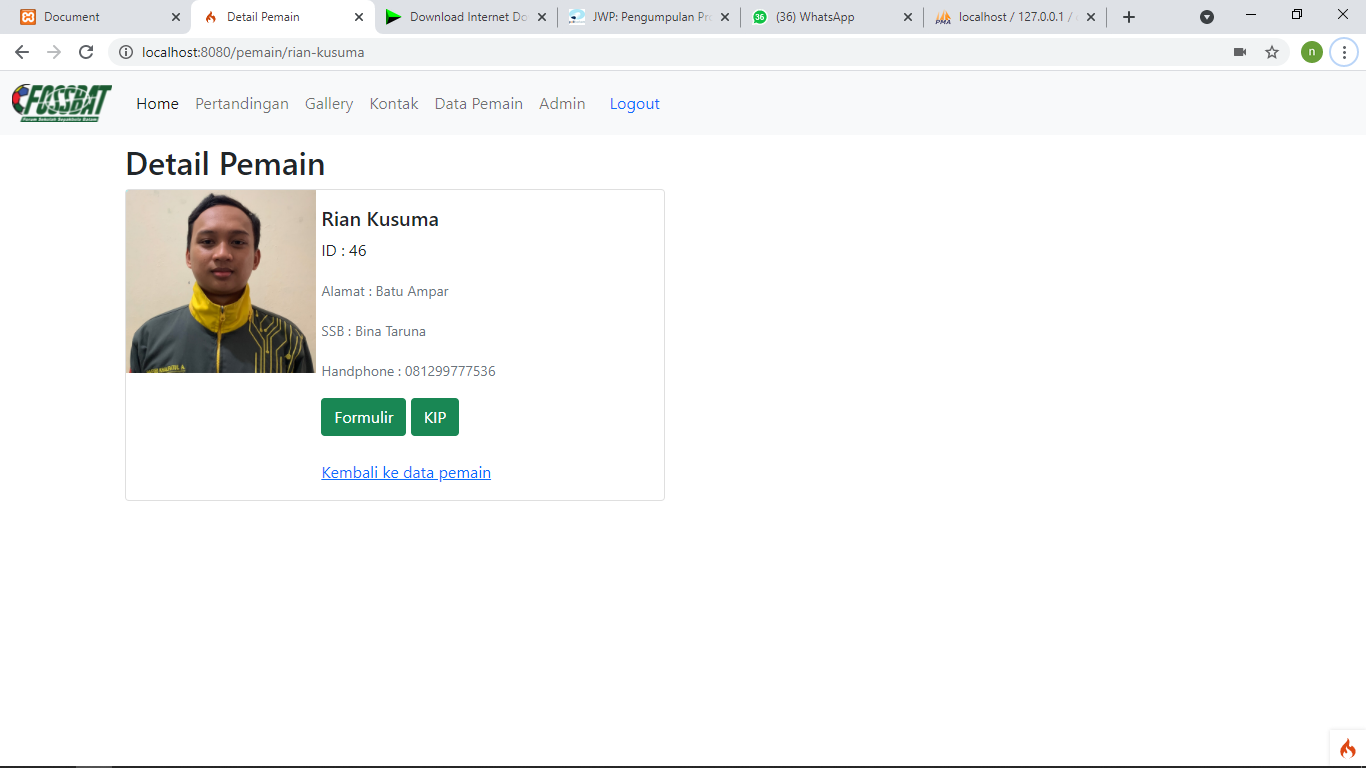 Document
Detail Pemain
Download Internet Do
JWP: Pengumpulan Pr
(36) WhatsApp
localhost / 127.0.0.1 /
localhost:8080/pemain/rian-kusuma
n
FOSSBAT
Forum Sekolah Sepakbola Batam
Home Pertandingan Gallery Kontak Data Pemain Admin Logout
Detail Pemain
Rian Kusuma
ID : 46
Alamat : Batu Ampar
SSB : Bina Taruna
Handphone : 081299777536
Formulir KIP
Kembali ke data pemain